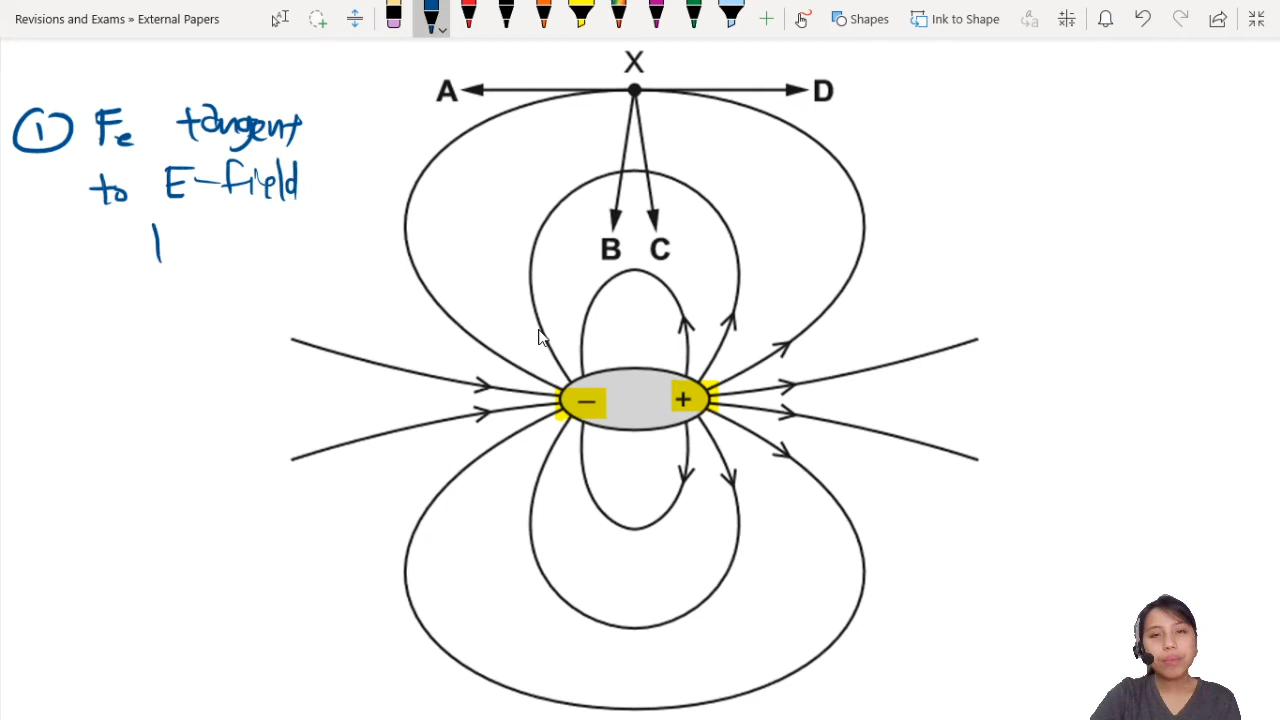 Revisions and Exams » External Papers
Shapes
Ink to Shape
X
A
D
① Fe tangent
to E-field
l
B C
− +